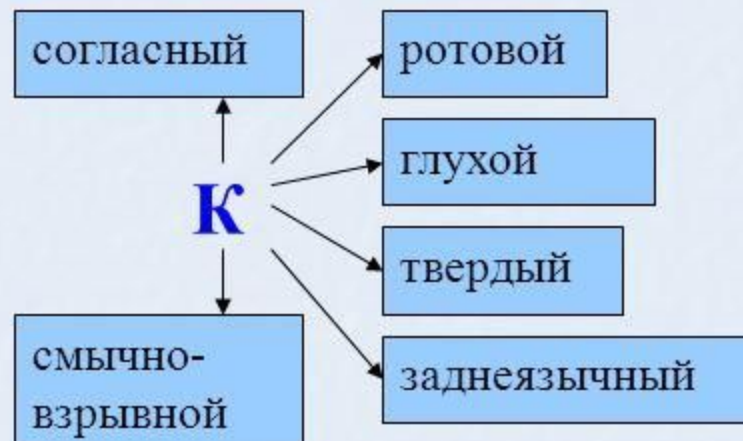 согласный
ротовой
глухой
К
твердый
смычно-
взрывной
заднеязычный